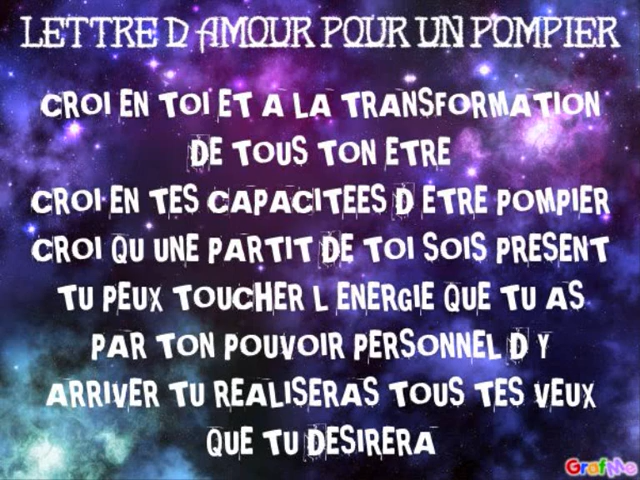 LETTRE D AMOUR POUR UN POMPIER
CROI EN TOI ET A LA TRANSFORMATION
DE TOUS TON ETRE
CROI EN TES CAPACITEES D ETRE POMPIER
CROI QU UNE PARTIT DE TOI SOIS PRESENT
TU PEUX TOUCHER L ENERGIE QUE TU AS
PAR TON POUVOIR PERSONNEL D Y
ARRIVER TU REALISERAS TOUS TES VEUX
QUE TU DESIRERA
GrafMe